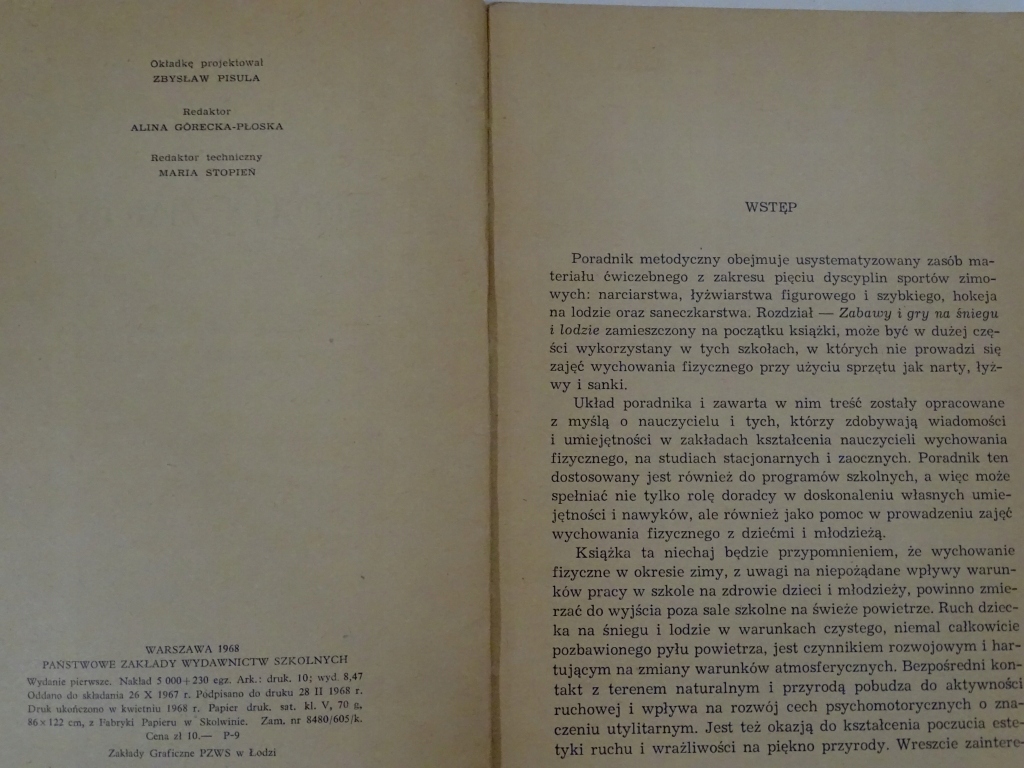 Okładkę projektował
ZBYSŁAW PISULA
Redaktor
ALINA GÓRECKA-PŁOSKA
Redaktor techniczny
MARIA STOPIEŃ
WARSZAWA 1968
PAŃSTWOWE ZAKŁADY WYDAWNICTW SZKOLNYCH
Wydanie pierwsze. Nakład 5 000+230 egz. Ark.: druk. 10; wyd. 8,47
Oddano do składania 26 X 1967 r. Podpisano do druku 28 II 1968 r.
Druk ukończono w kwietniu 1968 r. Papier druk. sat. kl. V, 70 g,
86×122 cm, z Fabryki Papieru w Skolwinie. Zam. nr 8480/605/k.
Cena zł 10.— P-9
Zakłady Graficzne PZWS w Łodzi
WSTĘP
Poradnik metodyczny obejmuje usystematyzowany zasób ma-
teriału ćwiczebnego z zakresu pięciu dyscyplin sportów zimo-
wych: narciarstwa, łyżwiarstwa figurowego i szybkiego, hokeja
na lodzie oraz saneczkarstwa. Rozdział — Zabawy i gry na śniegu
i lodzie zamieszczony na początku książki, może być w dużej czę-
ści wykorzystany w tych szkołach, w których nie prowadzi się
zajęć wychowania fizycznego przy użyciu sprzętu jak narty, łyż-
wy i sanki.
Układ poradnika i zawarta w nim treść zostały opracowane
z myślą o nauczycielu i tych, którzy zdobywają wiadomości
i umiejętności w zakładach kształcenia nauczycieli wychowania
fizycznego, na studiach stacjonarnych i zaocznych. Poradnik ten
dostosowany jest również do programów szkolnych, a więc może
spełniać nie tylko rolę doradcy w doskonaleniu własnych umie-
jętności i nawyków, ale również jako pomoc w prowadzeniu zajęć
wychowania fizycznego z dziećmi i młodzieżą.
Książka ta niechaj będzie przypomnieniem, że wychowanie
fizyczne w okresie zimy, z uwagi na niepożądane wpływy warun-
ków pracy w szkole na zdrowie dzieci i młodzieży, powinno zmie-
rzać do wyjścia poza sale szkolne na świeże powietrze. Ruch dziec-
ka na śniegu i lodzie w warunkach czystego, niemal całkowicie
pozbawionego pyłu powietrza, jest czynnikiem rozwojowym i har-
tującym na zmiany warunków atmosferycznych. Bezpośredni kon-
takt z terenem naturalnym i przyrodą pobudza do aktywności
ruchowej i wpływa na rozwój cech psychomotorycznych o zna-
czeniu utylitarnym. Jest też okazją do kształcenia poczucia este-
tyki ruchu i wrażliwości na piękno przyrody. Wreszcie zaintere-